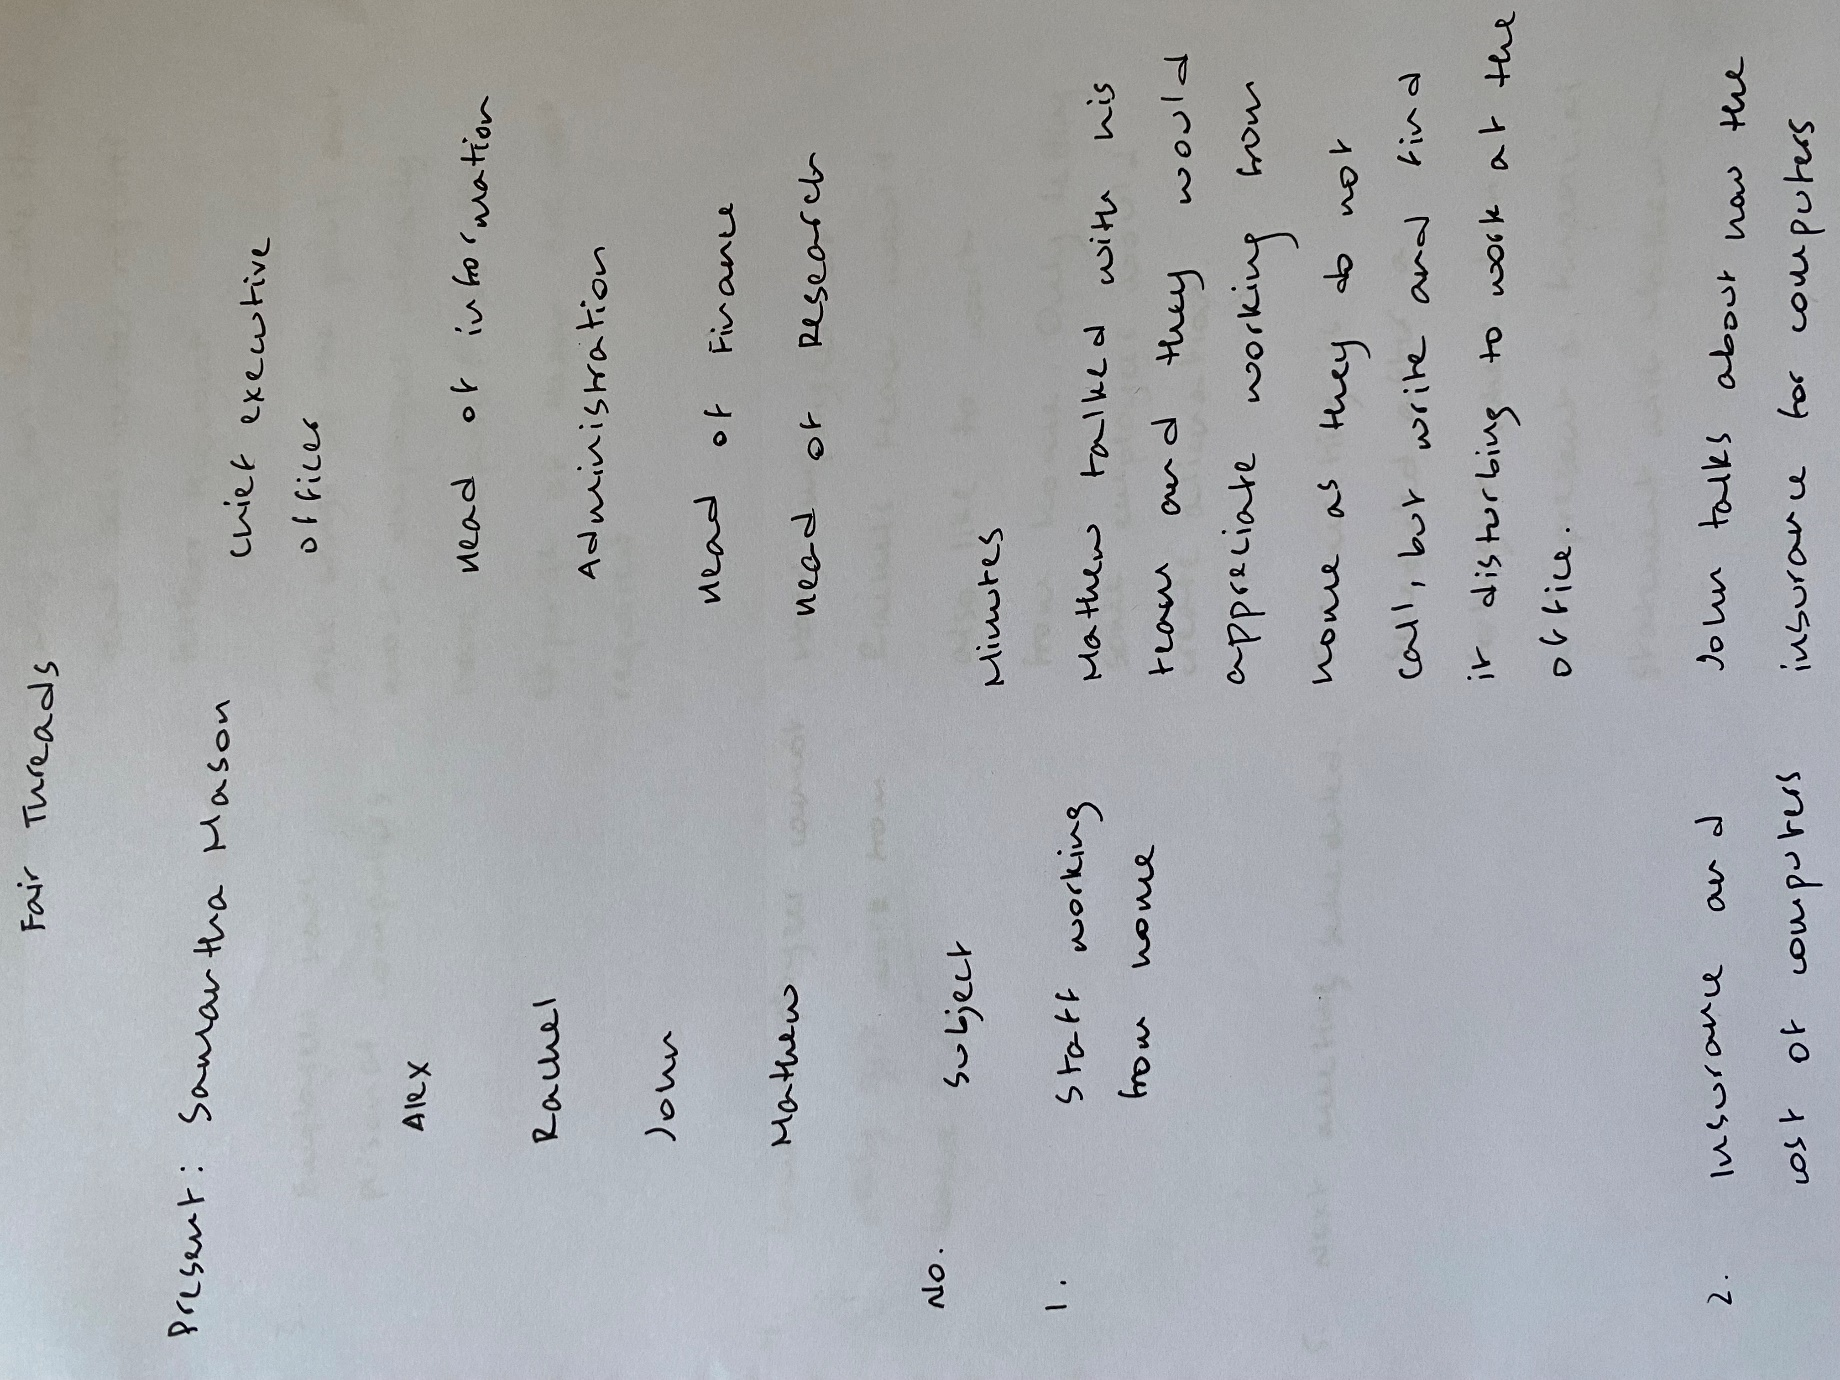 Fair Threads
Present: Samantha Mason Chief executive
officer
Alex Head of information
Rachel Administration
John Head of Finance
Mathew Head of Research
No. Subject Minutes
1. Staff working Mathew talked with his
from home team and they would
appreciate working from
home as they do not
call, but write and find
it disturbing to work at the
office.
2. Insurance and John talks about how the
cost of computers insurance for computers